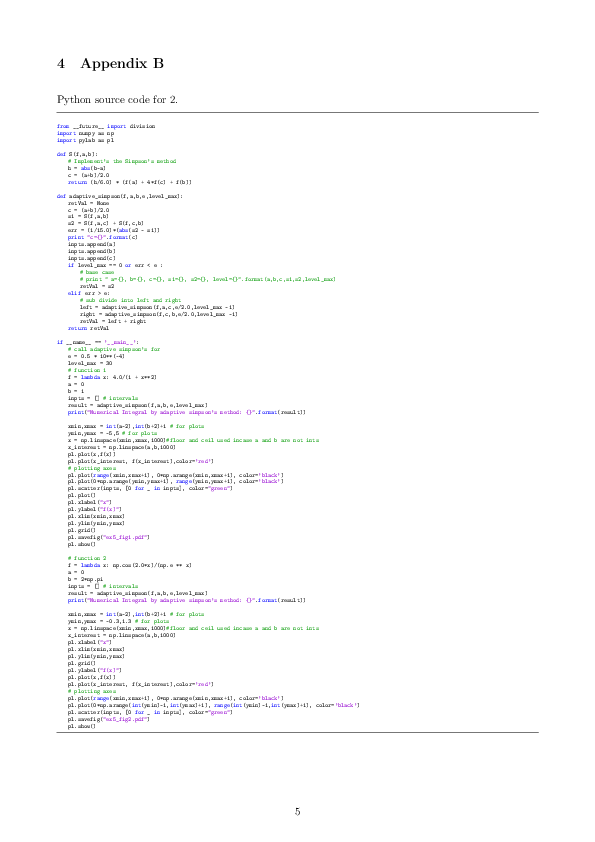 4 Appendix B
Python source code for 2.
from __future__ import division
import numpy as np
import pylab as pl
def S(f,a,b):
# Implement's the Simpson's method
h = abs(b-a)
c = (a+b)/2.0
return (h/6.0) * (f(a) + 4*f(c) + f(b))
def adaptive_simpson(f,a,b,e,level_max):
retVal = None
c = (a+b)/2.0
s1 = S(f,a,b)
s2 = S(f,a,c) + S(f,c,b)
err = (1/15.0)*(abs(s2 - s1))
print "c={}".format(c)
inpts.append(a)
inpts.append(b)
inpts.append(c)
if level_max == 0 or err < e :
# base case
# print " a={}, b={}, c={}, s1={}, s2={}, level={}".format(a,b,c,s1,s2,level_max)
retVal = s2
elif err > e:
# sub divide into left and right
left = adaptive_simpson(f,a,c,e/2.0,level_max -1)
right = adaptive_simpson(f,c,b,e/2.0,level_max -1)
retVal = left + right
return retVal
if __name__ == '__main__':
# call adaptive simpson's for
e = 0.5 * 10**(-4)
level_max = 30
# function 1
f = lambda x: 4.0/(1 + x**2)
a = 0
b = 1
inpts = [] # intervals
result = adaptive_simpson(f,a,b,e,level_max)
print("Numerical Integral by adaptive simpson's method: {}".format(result))
xmin,xmax = int(a-2),int(b+2)+1 # for plots
ymin,ymax = -5,5 # for plots
x = np.linspace(xmin,xmax,1000)#floor and ceil used incase a and b are not ints
x_interest = np.linspace(a,b,1000)
pl.plot(x,f(x))
pl.plot(x_interest, f(x_interest),color='red')
# plotting axes
pl.plot(range(xmin,xmax+1), 0*np.arange(xmin,xmax+1), color='black')
pl.plot(0*np.arange(ymin,ymax+1), range(ymin,ymax+1), color='black')
pl.scatter(inpts, [0 for _ in inpts], color="green")
pl.plot()
pl.xlabel("x")
pl.ylabel("f(x)")
pl.xlim(xmin,xmax)
pl.ylim(ymin,ymax)
pl.grid()
pl.savefig("ex5_fig1.pdf")
pl.show()
# function 2
f = lambda x: np.cos(2.0*x)/(np.e ** x)
a = 0
b = 2*np.pi
inpts = [] # intervals
result = adaptive_simpson(f,a,b,e,level_max)
print("Numerical Integral by adaptive simpson's method: {}".format(result))
xmin,xmax = int(a-2),int(b+2)+1 # for plots
ymin,ymax = -0.3,1.3 # for plots
x = np.linspace(xmin,xmax,1000)#floor and ceil used incase a and b are not ints
x_interest = np.linspace(a,b,1000)
pl.xlabel("x")
pl.xlim(xmin,xmax)
pl.ylim(ymin,ymax)
pl.grid()
pl.ylabel("f(x)")
pl.plot(x,f(x))
pl.plot(x_interest, f(x_interest),color='red')
# plotting axes
pl.plot(range(xmin,xmax+1), 0*np.arange(xmin,xmax+1), color='black')
pl.plot(0*np.arange(int(ymin)-1,int(ymax)+1), range(int(ymin)-1,int(ymax)+1), color='black')
pl.scatter(inpts, [0 for _ in inpts], color="green")
pl.savefig("ex5_fig2.pdf")
pl.show()
5